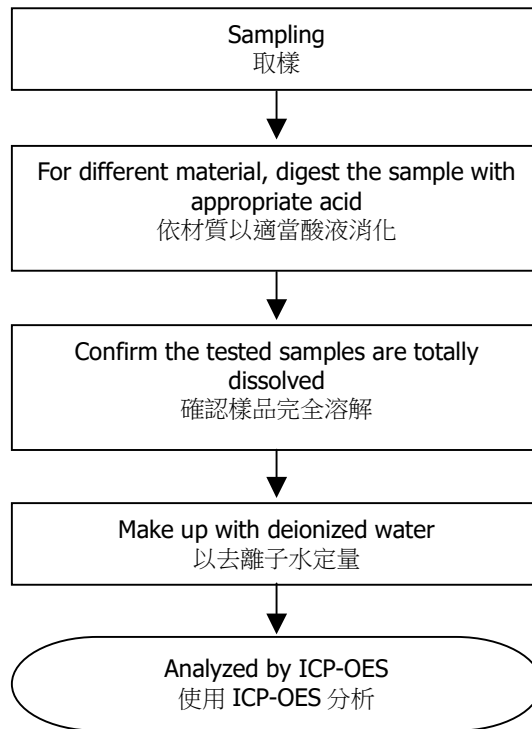 Sampling
取樣
For different material, digest the sample with
appropriate acid
依材質以適當酸液消化
Confirm the tested samples are totally
dissolved
確認樣品完全溶解
Make up with deionized water
以去離子水定量
Analyzed by ICP-OES
使用 ICP-OES 分析